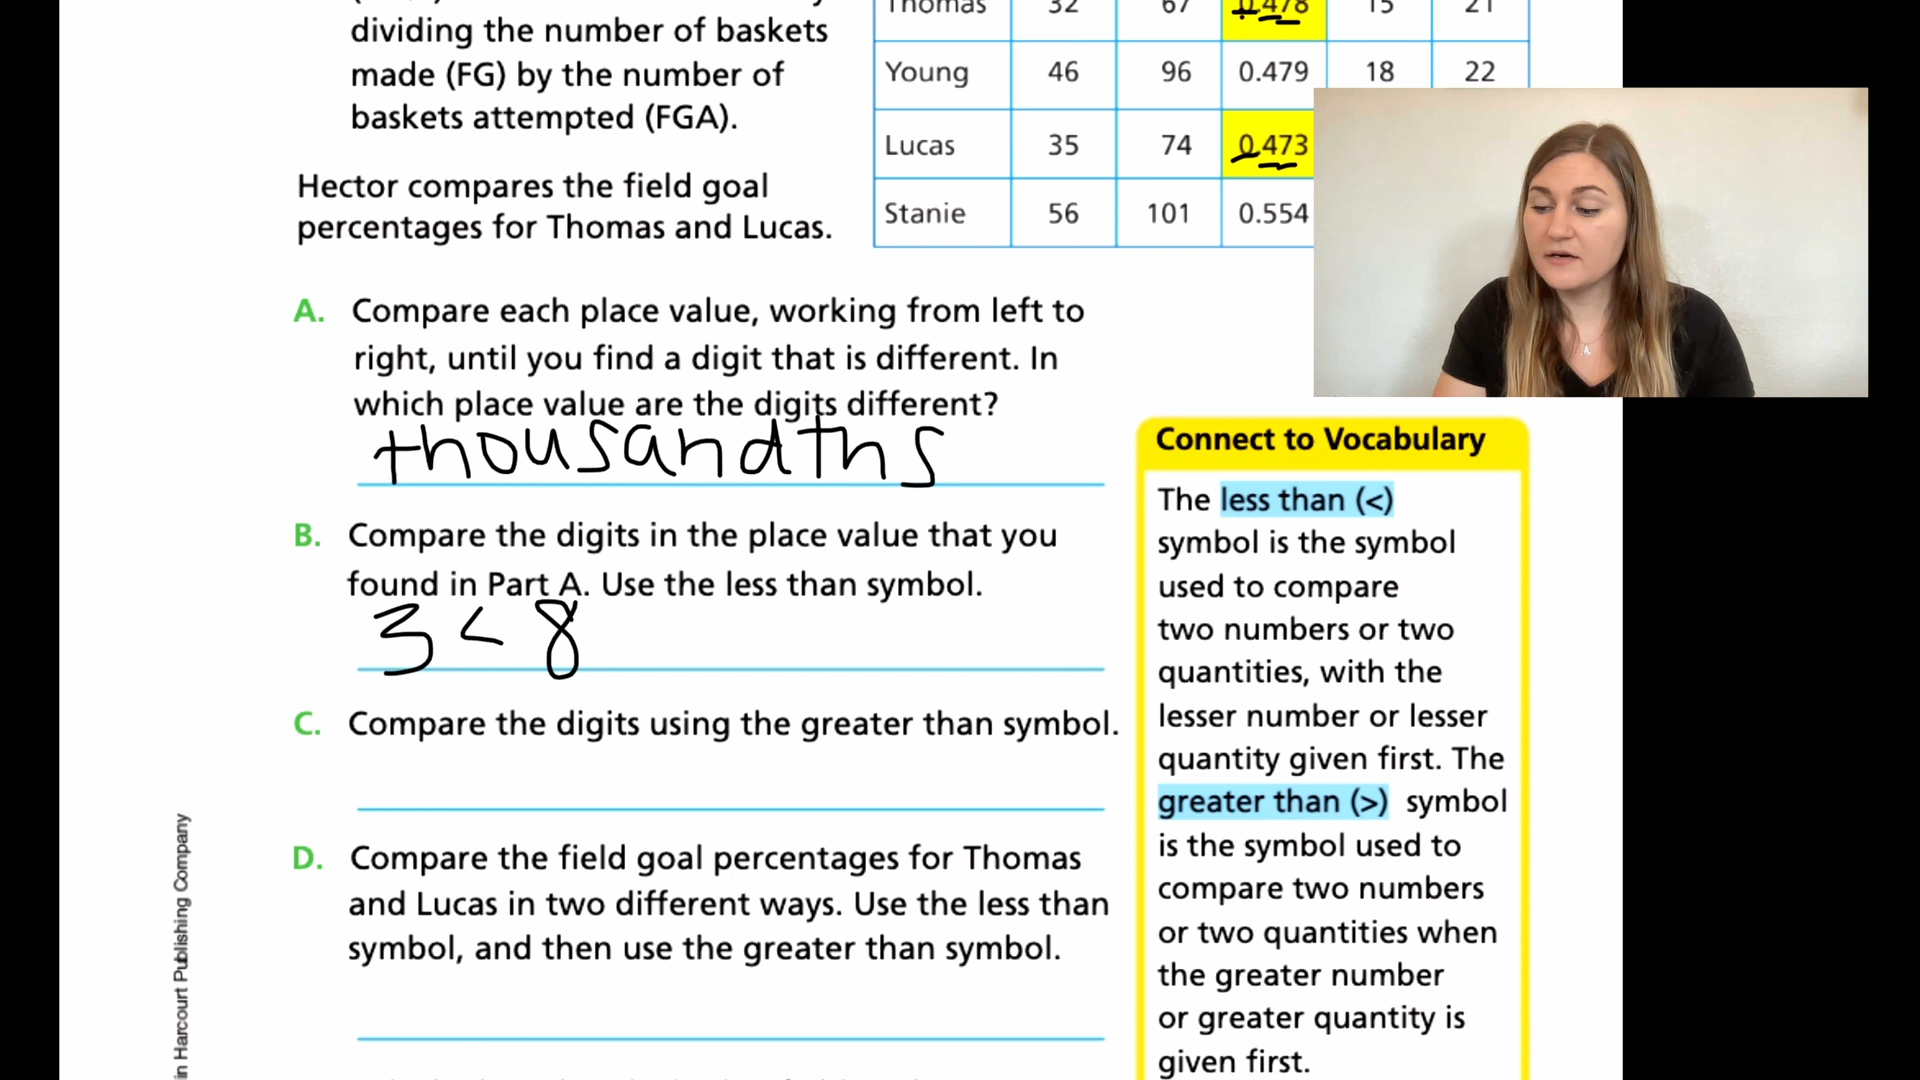 Thomas 32 67 0.478 15 21
dividing the number of baskets
made (FG) by the number of
baskets attempted (FGA).
Young 46 96 0.479 18 22
Lucas 35 74 0.473
Stanie 56 101 0.554
Hector compares the field goal
percentages for Thomas and Lucas.
A. Compare each place value, working from left to
right, until you find a digit that is different. In
which place value are the digits different?
thousandths
B. Compare the digits in the place value that you
found in Part A. Use the less than symbol.
3 < 8
C. Compare the digits using the greater than symbol.
D. Compare the field goal percentages for Thomas
and Lucas in two different ways. Use the less than
symbol, and then use the greater than symbol.
Connect to Vocabulary
The less than (<)
symbol is the symbol
used to compare
two numbers or two
quantities, with the
lesser number or lesser
quantity given first. The
greater than (>) symbol
is the symbol used to
compare two numbers
or two quantities when
the greater number
or greater quantity is
given first.
in Harcourt Publishing Company